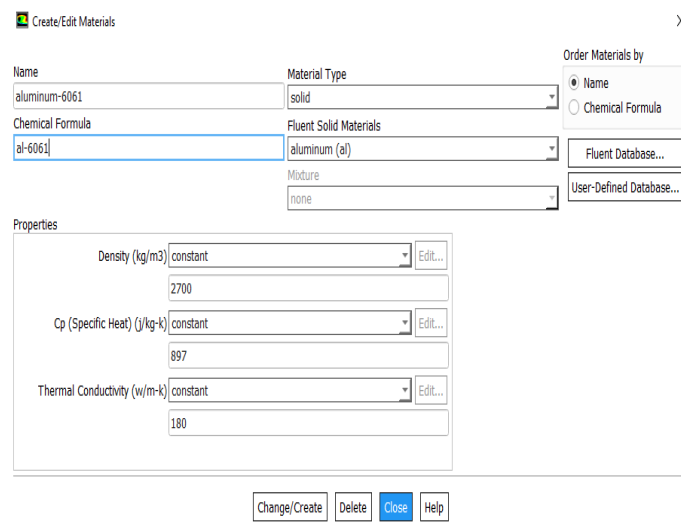 Create/Edit Materials
Name
aluminum-6061
Chemical Formula
al-6061
Material Type
solid
Fluent Solid Materials
aluminum (al)
Mixture
none
Order Materials by
Name
Chemical Formula
Fluent Database...
User-Defined Database...
Properties
Density (kg/m3) constant Edit...
2700
Cp (Specific Heat) (j/kg-k) constant Edit...
897
Thermal Conductivity (w/m-k) constant Edit...
180
Change/Create Delete Close Help